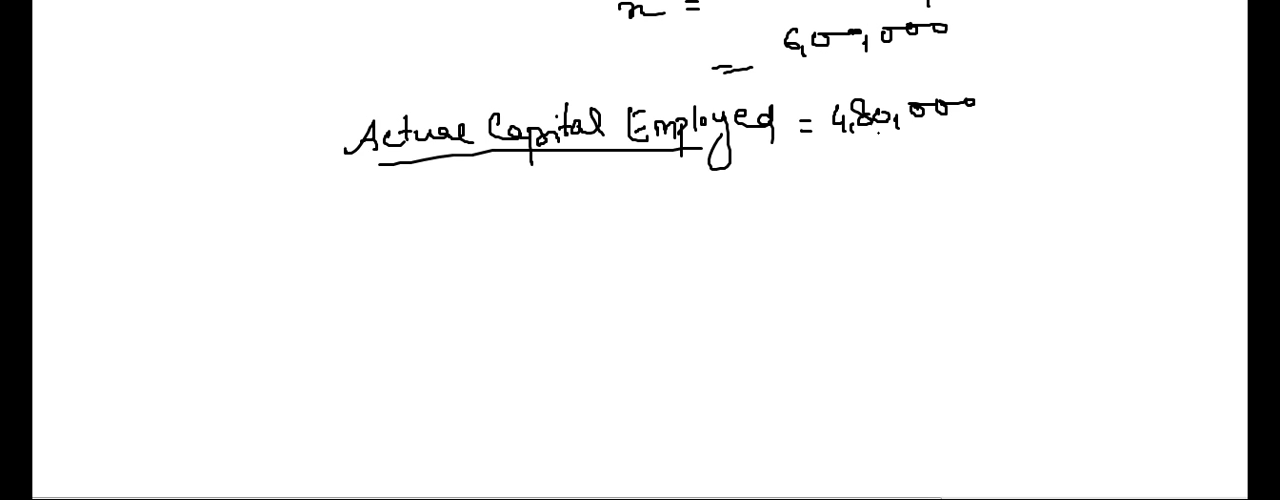 n =
= 6,00,000
Actual Capital Employed = 4,80,000